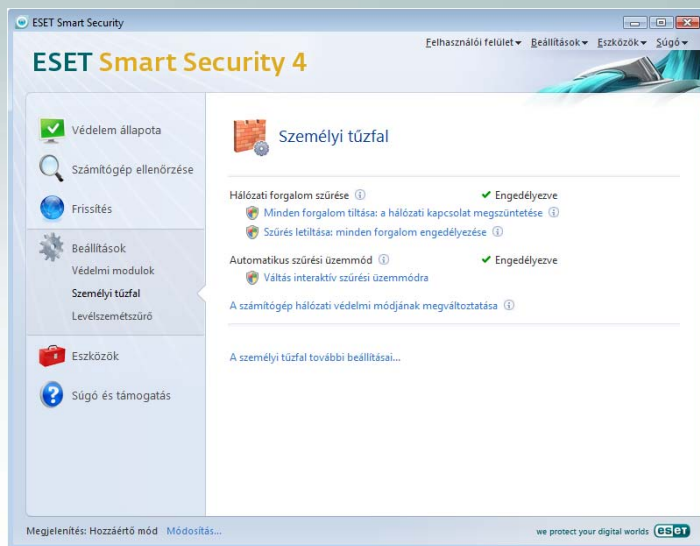 ESET Smart Security
Felhasználói felület Beállítások Eszközök Súgó
ESET Smart Security 4
Védelem állapota
Számítógép ellenőrzése
Frissítés
Beállítások
Védelmi modulok
Személyi tűzfal
Levélszemétszűrő
Eszközök
Súgó és támogatás
Személyi tűzfal
Hálózati forgalom szűrése Engedélyezve
Minden forgalom tiltása: a hálózati kapcsolat megszüntetése
Szűrés letiltása: minden forgalom engedélyezése
Automatikus szűrési üzemmód Engedélyezve
Váltás interaktív szűrési üzemmódra
A számítógép hálózati védelmi módjának megváltoztatása
A személyi tűzfal további beállításai...
Megjelenítés: Hozzáértő mód Módosítás...
we protect your digital worlds eset